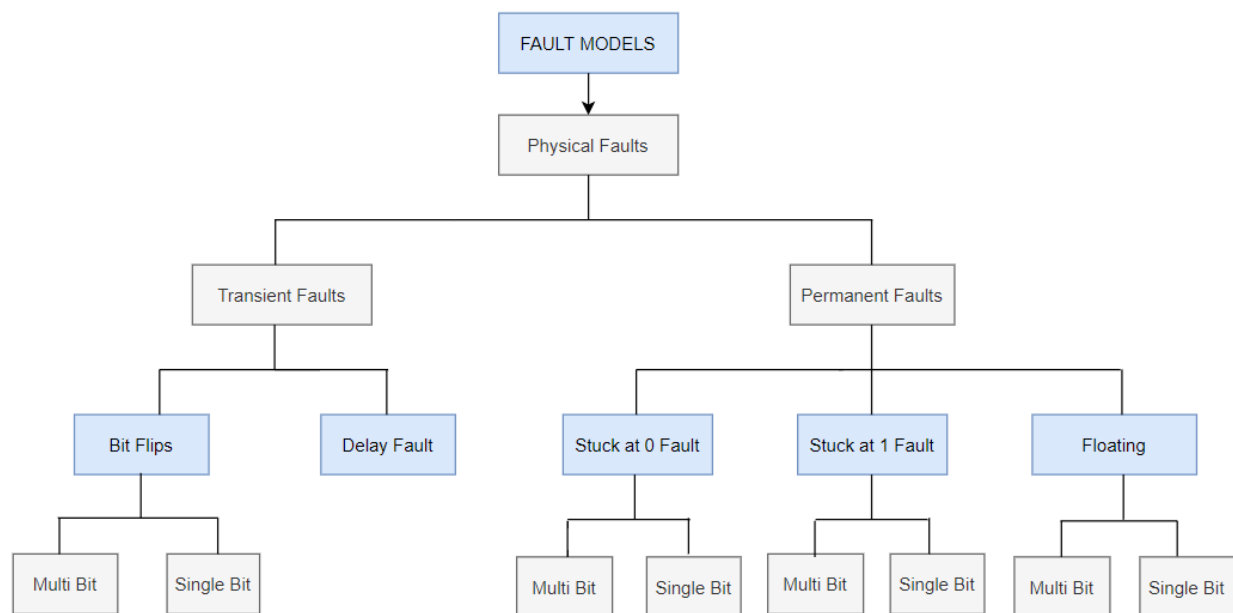 FAULT MODELS
Physical Faults
Transient Faults
Permanent Faults
Bit Flips
Delay Fault
Stuck at 0 Fault
Stuck at 1 Fault
Floating
Multi Bit
Single Bit
Multi Bit
Single Bit
Multi Bit
Single Bit
Multi Bit
Single Bit